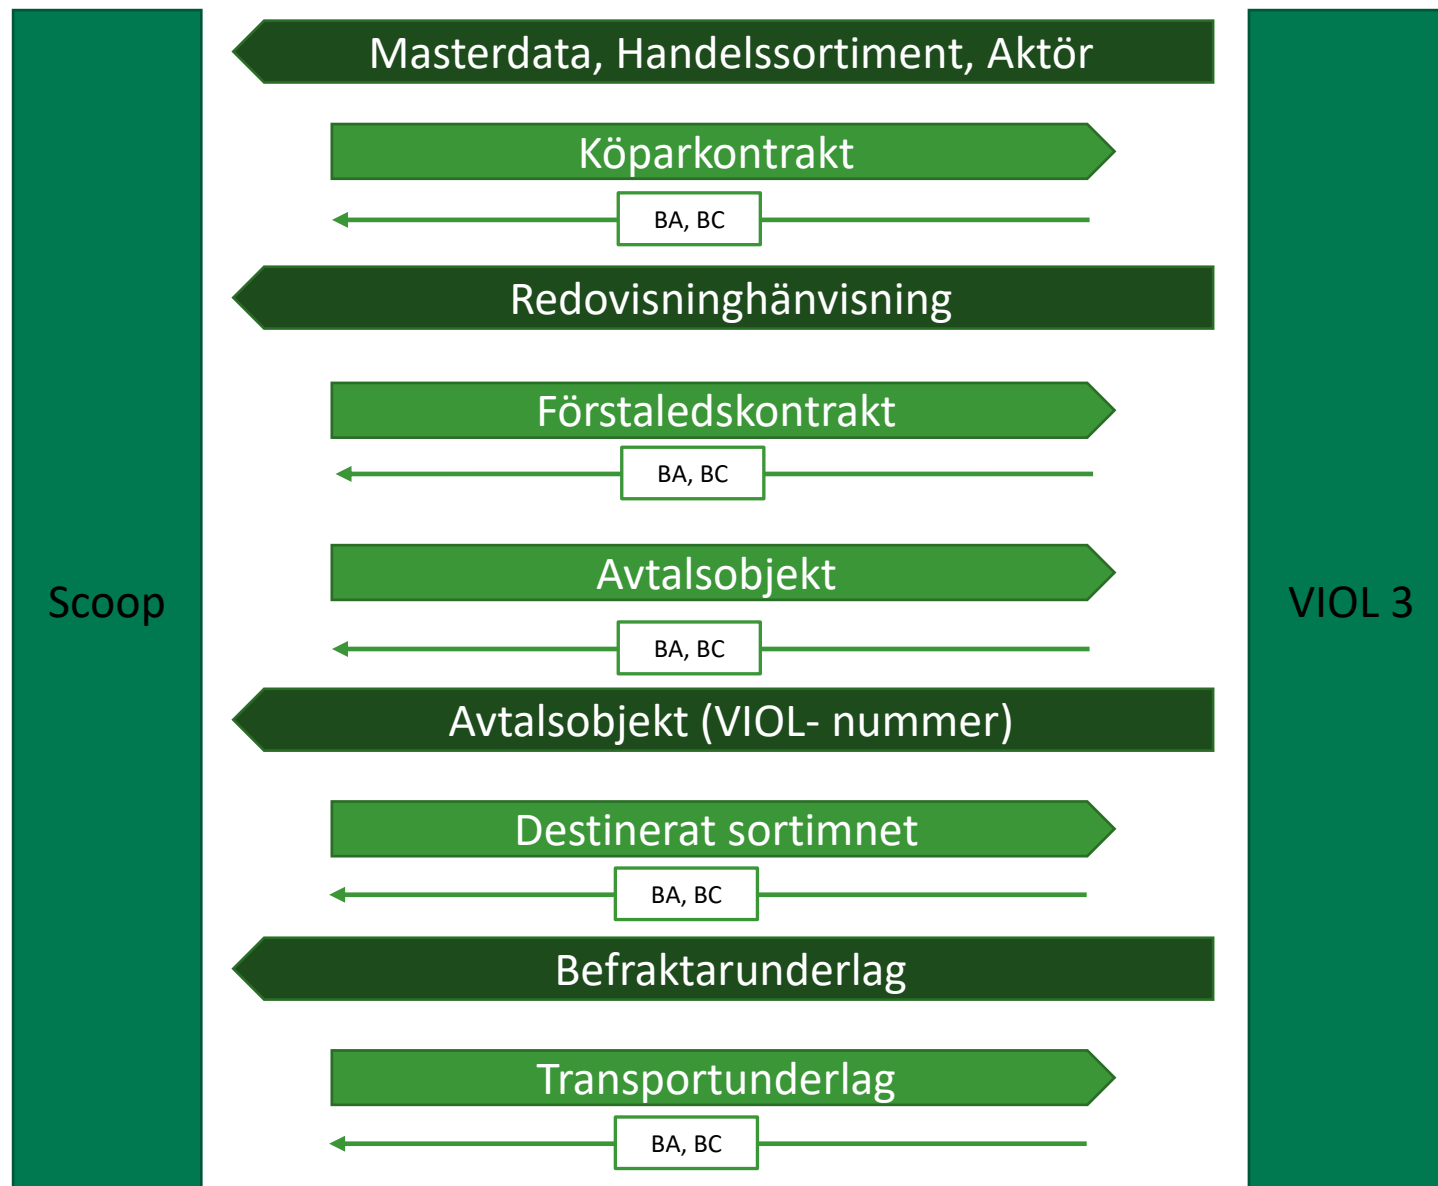 Masterdata, Handelssortiment, Aktör
Köparkontrakt
BA, BC
Redovisninghänvisning
Förstaledskontrakt
BA, BC
Avtalsobjekt
Scoop
VIOL 3
BA, BC
Avtalsobjekt (VIOL- nummer)
Destinerat sortimnet
BA, BC
Befraktarunderlag
Transportunderlag
BA, BC